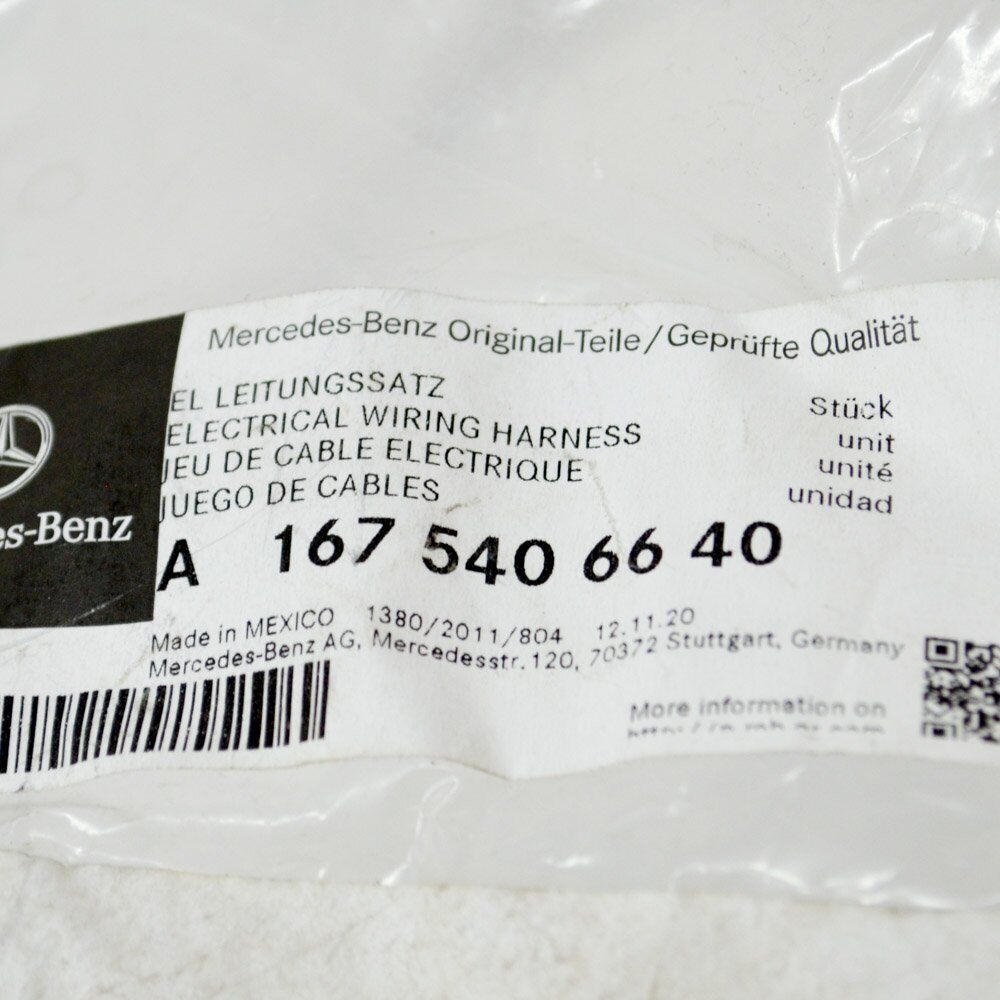 Mercedes-Benz Original-Teile/Geprüfte Qualität
EL LEITUNGSSATZ Stück
ELECTRICAL WIRING HARNESS unit
JEU DE CABLE ELECTRIQUE unité
JUEGO DE CABLES unidad
es-Benz
A 167 540 66 40
Made in MEXICO 1380/2011/804 12.11.20
Mercedes-Benz AG, Mercedesstr. 120, 70372 Stuttgart, Germany
More information on